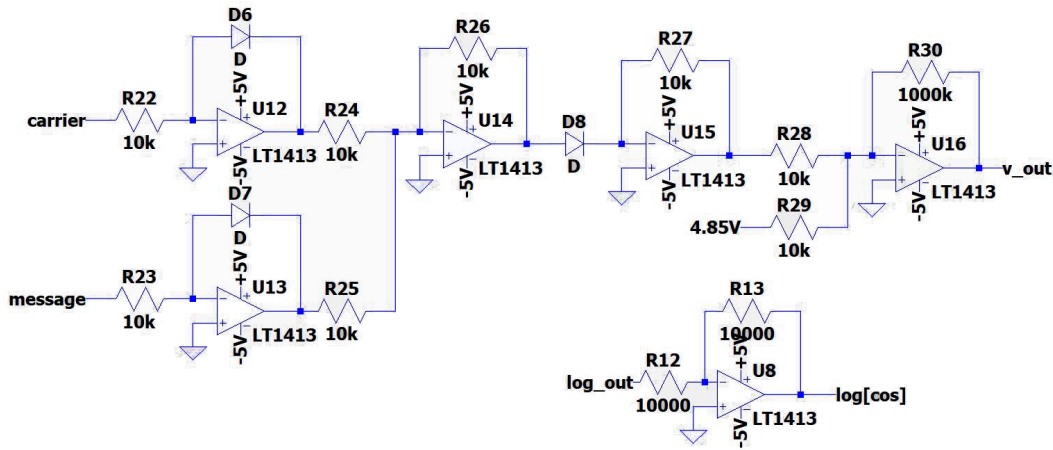 D6
D
+5V
R22
10k
carrier
U12
-5V
LT1413
R24
10k
R26
10k
+5V
U14
-5V
LT1413
D8
D
R27
10k
+5V
U15
-5V
LT1413
R28
10k
4.85V
R29
10k
R30
1000k
+5V
U16
-5V
LT1413
v_out
D7
D
+5V
message
R23
10k
U13
-5V
LT1413
R25
10k
R13
10000
+5V
log_out
R12
10000
U8
-5V
LT1413
log[cos]